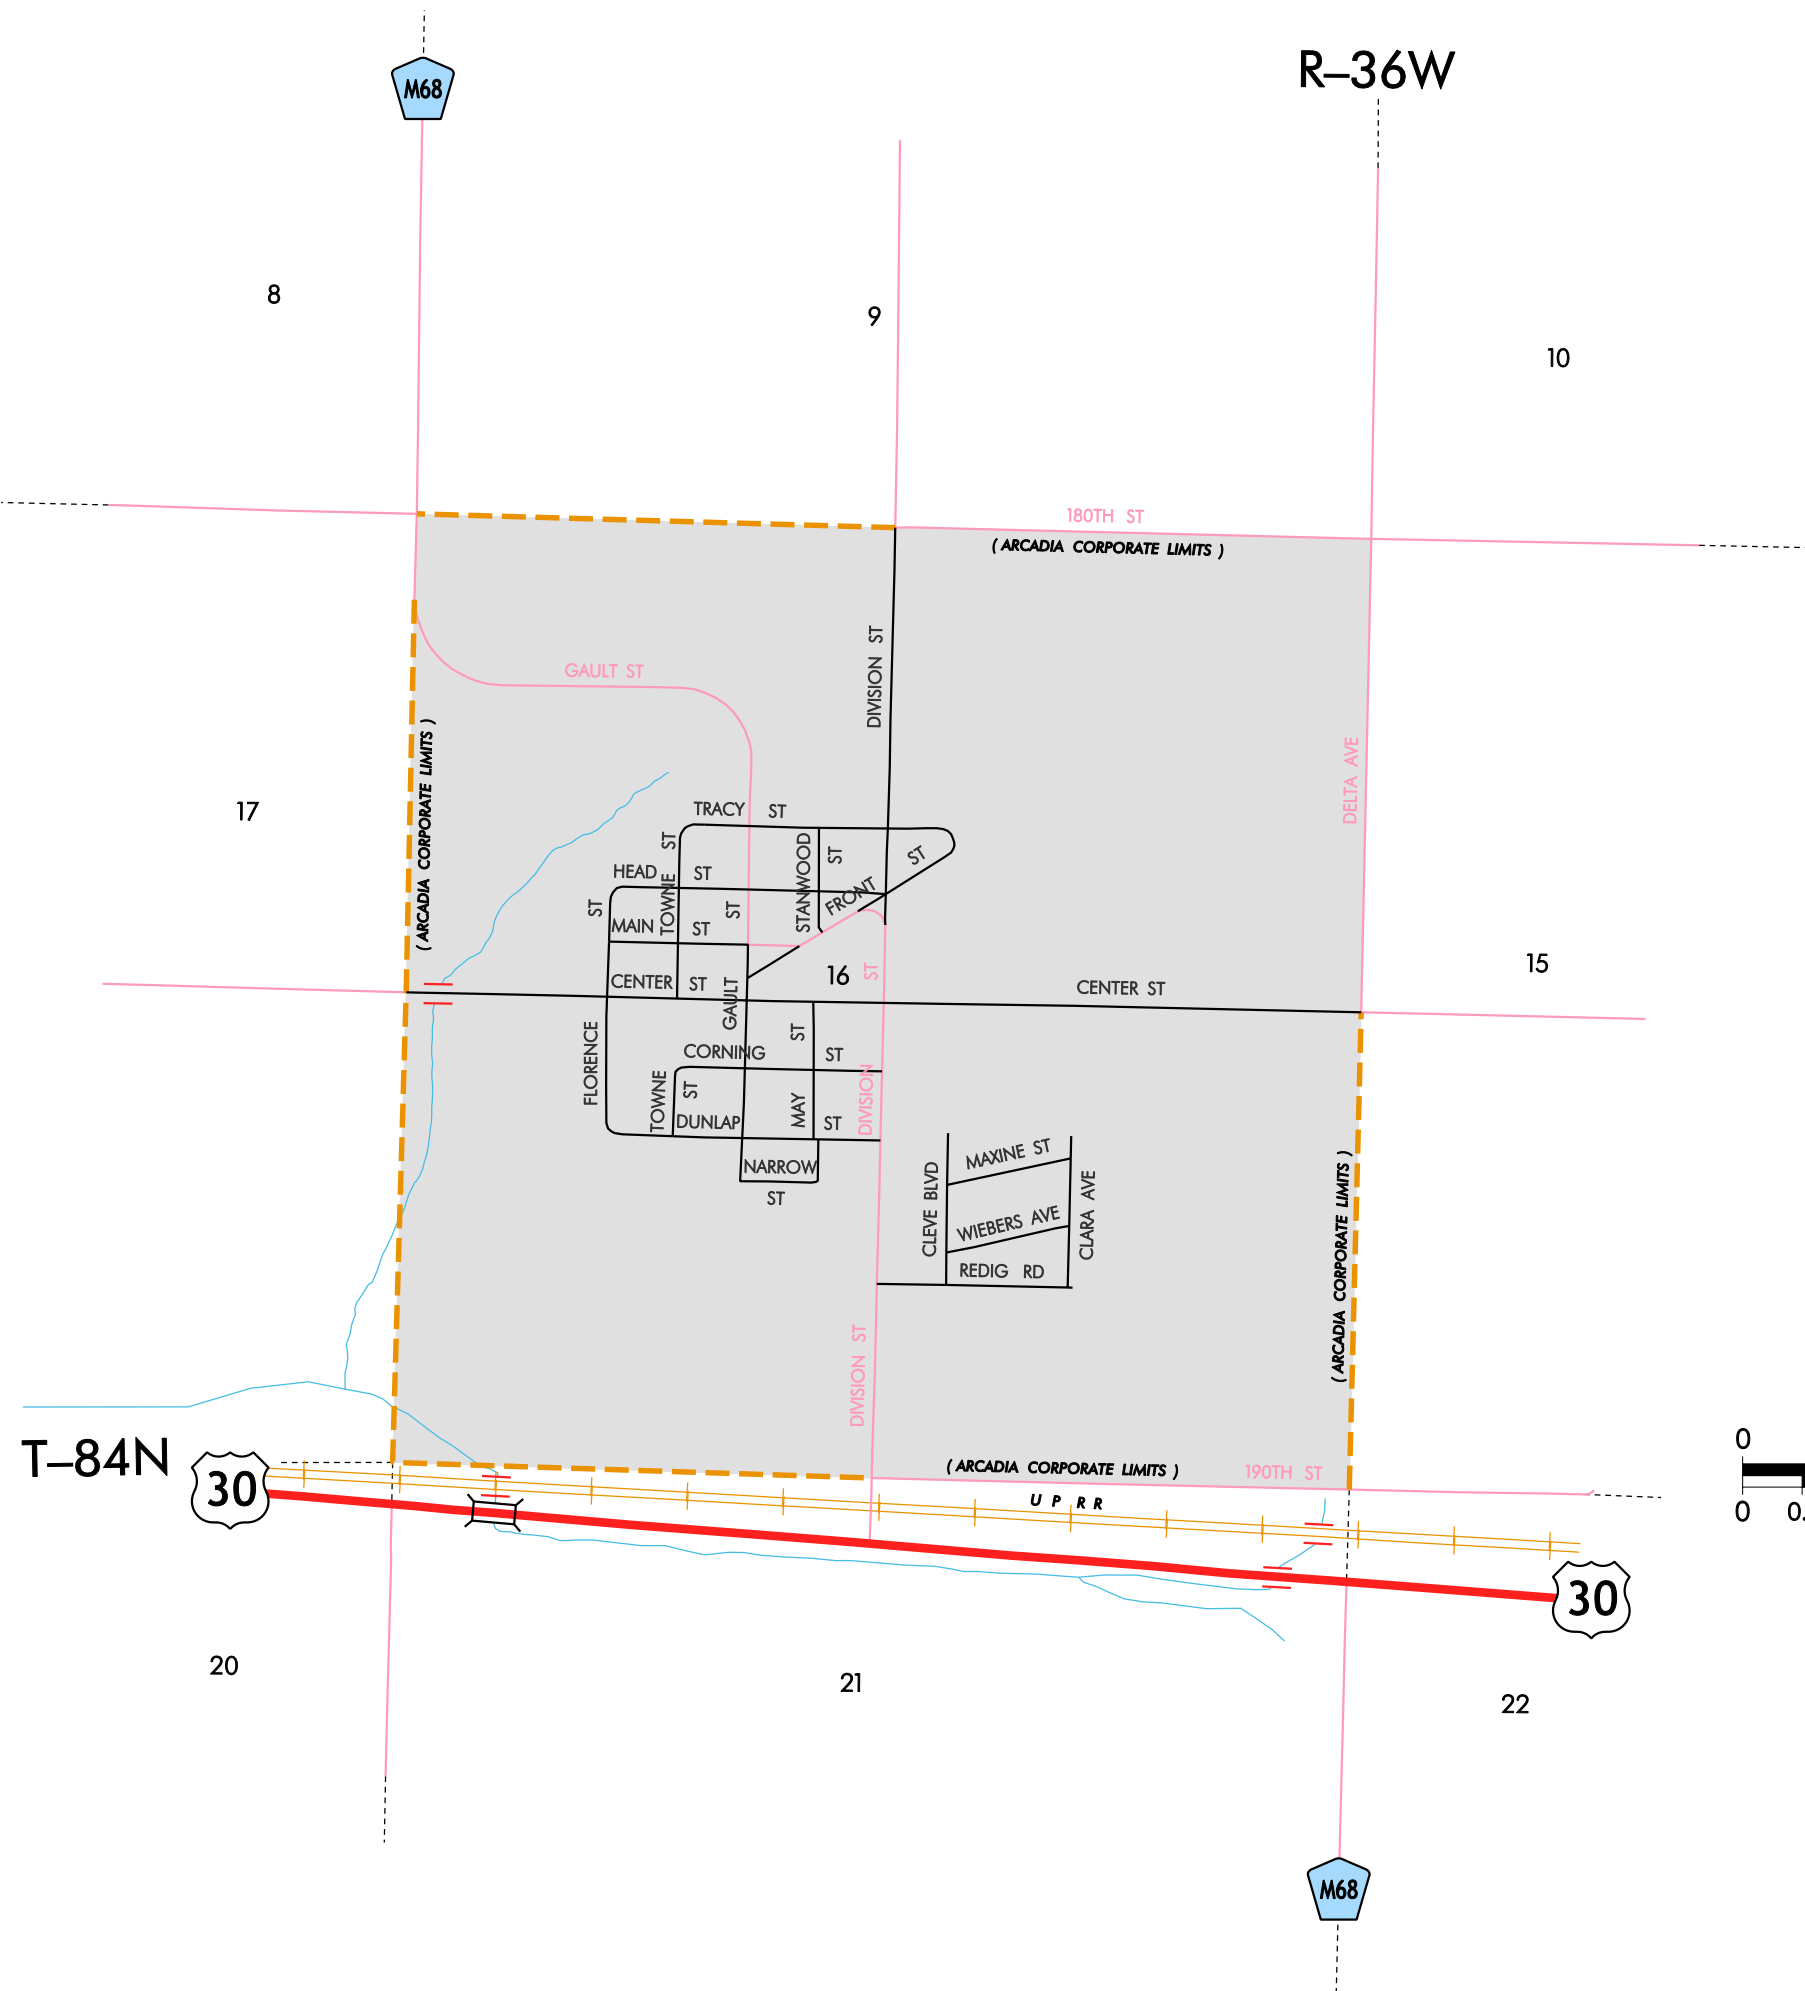 R–36W
M68
8
9
10
180TH ST
( ARCADIA CORPORATE LIMITS )
GAULT ST
DIVISION ST
( ARCADIA CORPORATE LIMITS )
DELTA AVE
17
TRACY ST
TOWNE ST
STANWOOD ST
FRONT ST
HEAD ST
FLORENCE ST
GAULT ST
MAIN ST
CENTER ST
16
DIVISION ST
CENTER ST
15
MAY ST
CORNING ST
TOWNE ST
DUNLAP ST
NARROW ST
MAXINE ST
CLEVE BLVD
CLARA AVE
WIEBERS AVE
REDIG RD
( ARCADIA CORPORATE LIMITS )
DIVISION ST
T–84N
30
( ARCADIA CORPORATE LIMITS )
190TH ST
U P R R
0
0 0.
30
20
21
22
M68